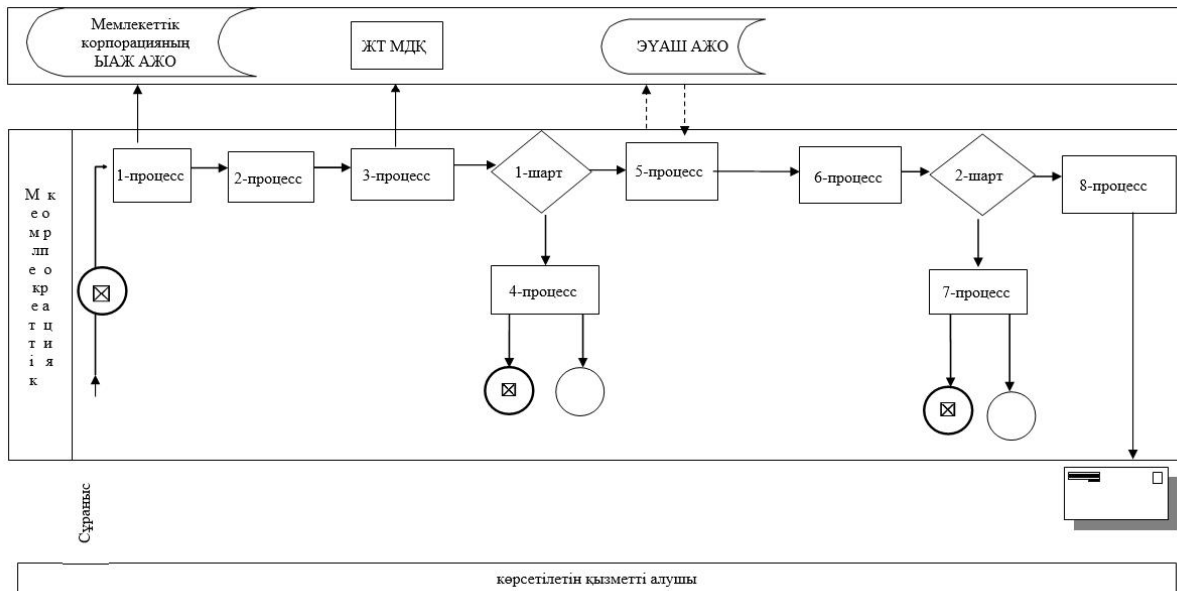 Мемлекеттік
корпорацияның
ЫАЖ АЖО
ЖТ МДҚ
ЭҮАШ АЖО
1-процесс
2-процесс
3-процесс
1-шарт
5-процесс
6-процесс
2-шарт
8-процесс
Мемлекеттік
корпорация
4-процесс
7-процесс
Сұраныс
көрсетілетін қызметті алушы